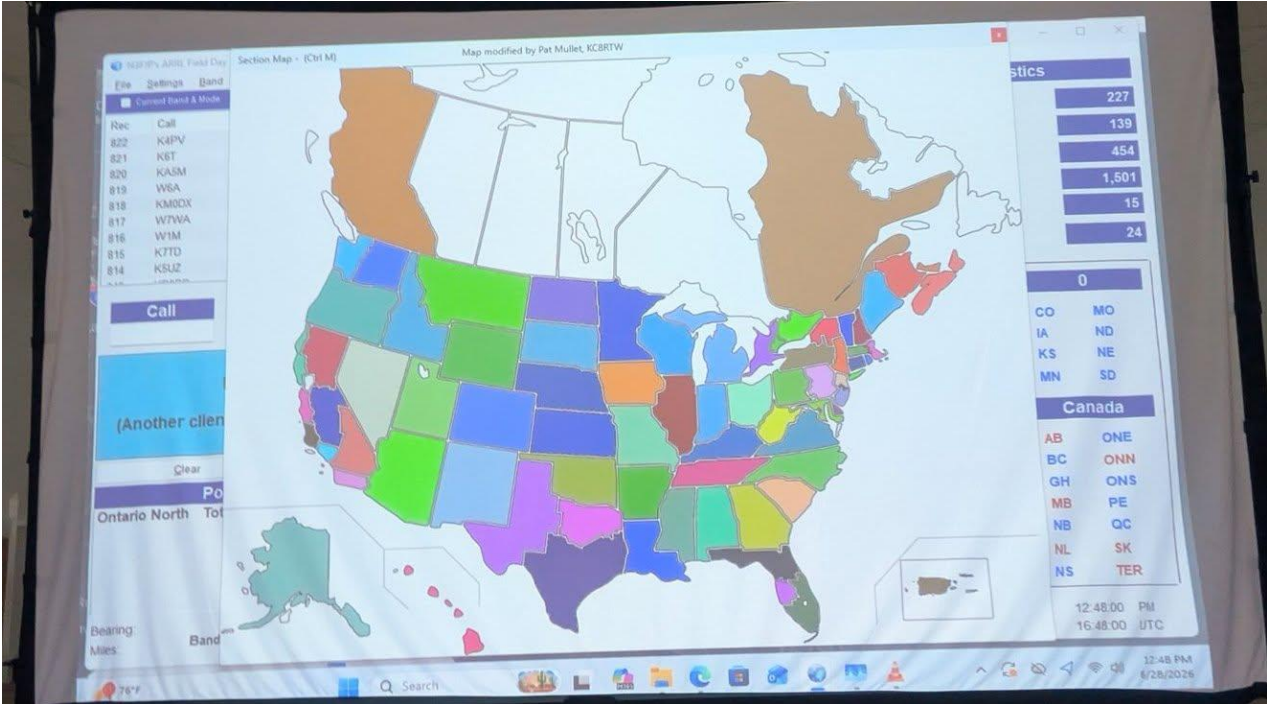 N3FJP's ARRL Field Day
Section Map - (Ctrl M)
Map modified by Pat Mullet, KC8RTW
File Settings Band
Current Band & Mode
Rec Call
822 K4PV
821 K6T
820 KA5M
819 W6A
818 KM0DX
817 W7WA
816 W1M
815 K7TD
814 K5UZ
Call
(Another clien
Clear
Po
Ontario North Tot
Bearing:
Miles:
Band
stics
227
139
454
1,501
15
24
0
CO MO
IA ND
KS NE
MN SD
Canada
AB ONE
BC ONN
GH ONS
MB PE
NB QC
NL SK
NS TER
12:48:00 PM
16:48:00 UTC
76°F
Search
12:48 PM
6/28/2026